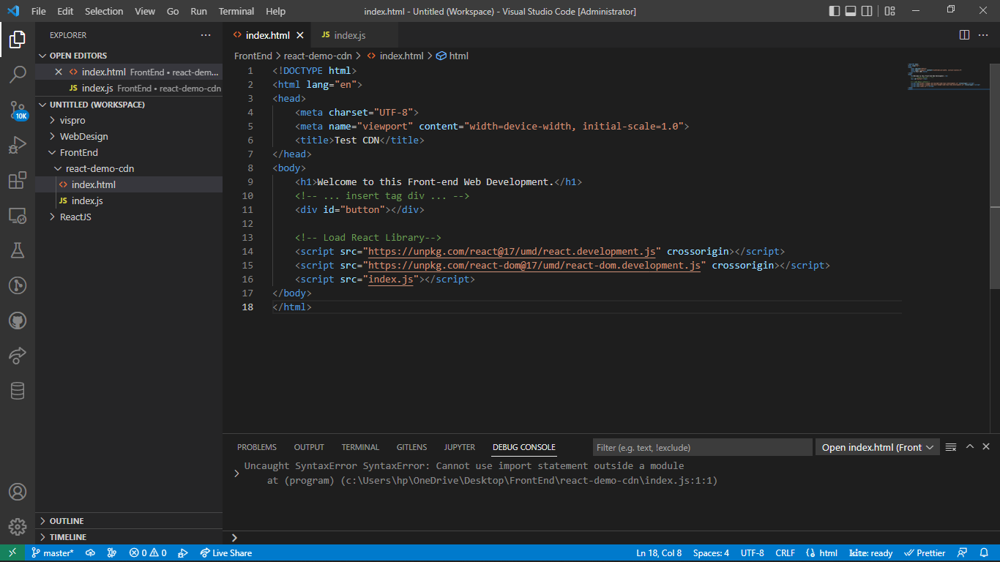 File Edit Selection View Go Run Terminal Help index.html - Untitled (Workspace) - Visual Studio Code [Administrator]
EXPLORER ···
OPEN EDITORS
index.html FrontEnd • react-dem...
index.js FrontEnd • react-demo-cdn
UNTITLED (WORKSPACE)
vispro
WebDesign
FrontEnd
react-demo-cdn
index.html
JS index.js
ReactJS
OUTLINE
TIMELINE
10K
index.html JS index.js
FrontEnd > react-demo-cdn > index.html > html
1 <!DOCTYPE html>
2 <html lang="en">
3 <head>
4 <meta charset="UTF-8">
5 <meta name="viewport" content="width=device-width, initial-scale=1.0">
6 <title>Test CDN</title>
7 </head>
8 <body>
9 <h1>Welcome to this Front-end Web Development.</h1>
10 <!-- ... insert tag div ... -->
11 <div id="button"></div>
12
13 <!-- Load React Library-->
14 <script src="https://unpkg.com/react@17/umd/react.development.js" crossorigin></script>
15 <script src="https://unpkg.com/react-dom@17/umd/react-dom.development.js" crossorigin></script>
16 <script src="index.js"></script>
17 </body>
18 </html>
PROBLEMS OUTPUT TERMINAL GITLENS JUPYTER DEBUG CONSOLE Filter (e.g. text, !exclude) Open index.html (Front
Uncaught SyntaxError SyntaxError: Cannot use import statement outside a module
at (program) (c:\Users\hp\OneDrive\Desktop\FrontEnd\react-demo-cdn\index.js:1:1)
master* 0 0 Live Share Ln 18, Col 8 Spaces: 4 UTF-8 CRLF html kite: ready Prettier